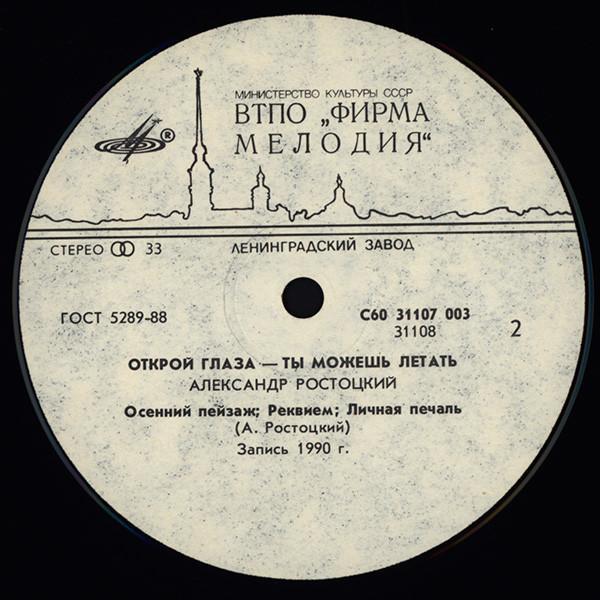 МИНИСТЕРСТВО КУЛЬТУРЫ СССР
ВТПО „ФИРМА
МЕЛОДИЯ“
®
СТЕРЕО 33
ЛЕНИНГРАДСКИЙ ЗАВОД
ГОСТ 5289-88
С60 31107 003
31108
2
ОТКРОЙ ГЛАЗА — ТЫ МОЖЕШЬ ЛЕТАТЬ
АЛЕКСАНДР РОСТОЦКИЙ
Осенний пейзаж; Реквием; Личная печаль
(А. Ростоцкий)
Запись 1990 г.